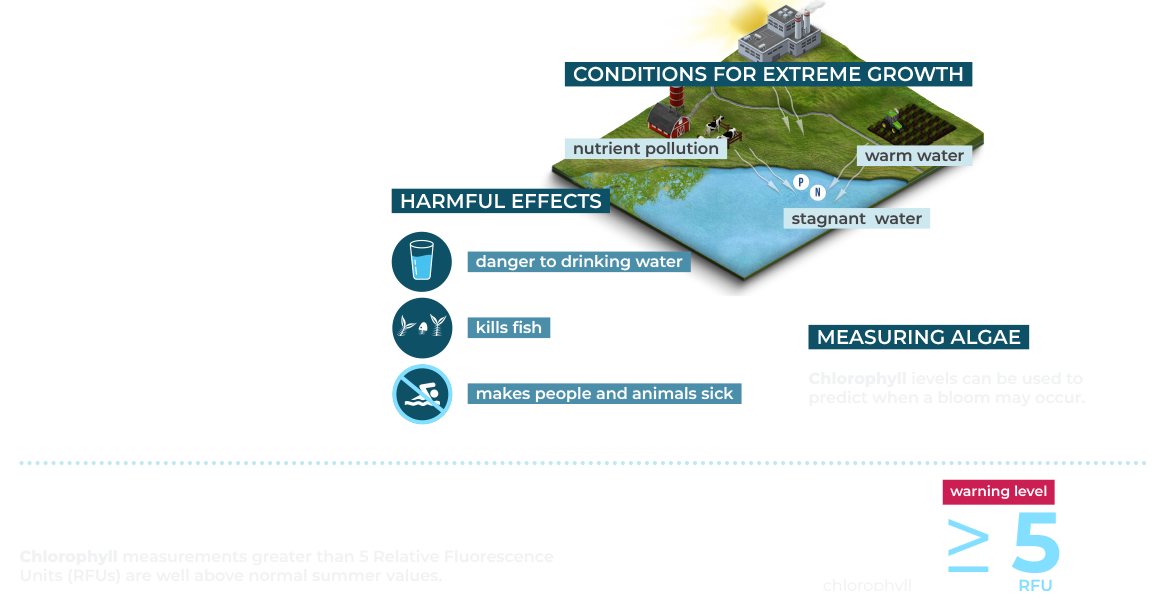 CONDITIONS FOR EXTREME GROWTH
nutrient pollution
warm water
P
N
stagnant water
HARMFUL EFFECTS
danger to drinking water
kills fish
makes people and animals sick
MEASURING ALGAE
Chlorophyll levels can be used to
predict when a bloom may occur.
warning level
≥ 5
RFU
chlorophyll
Chlorophyll measurements greater than 5 Relative Fluorescence
Units (RFUs) are well above normal summer values.